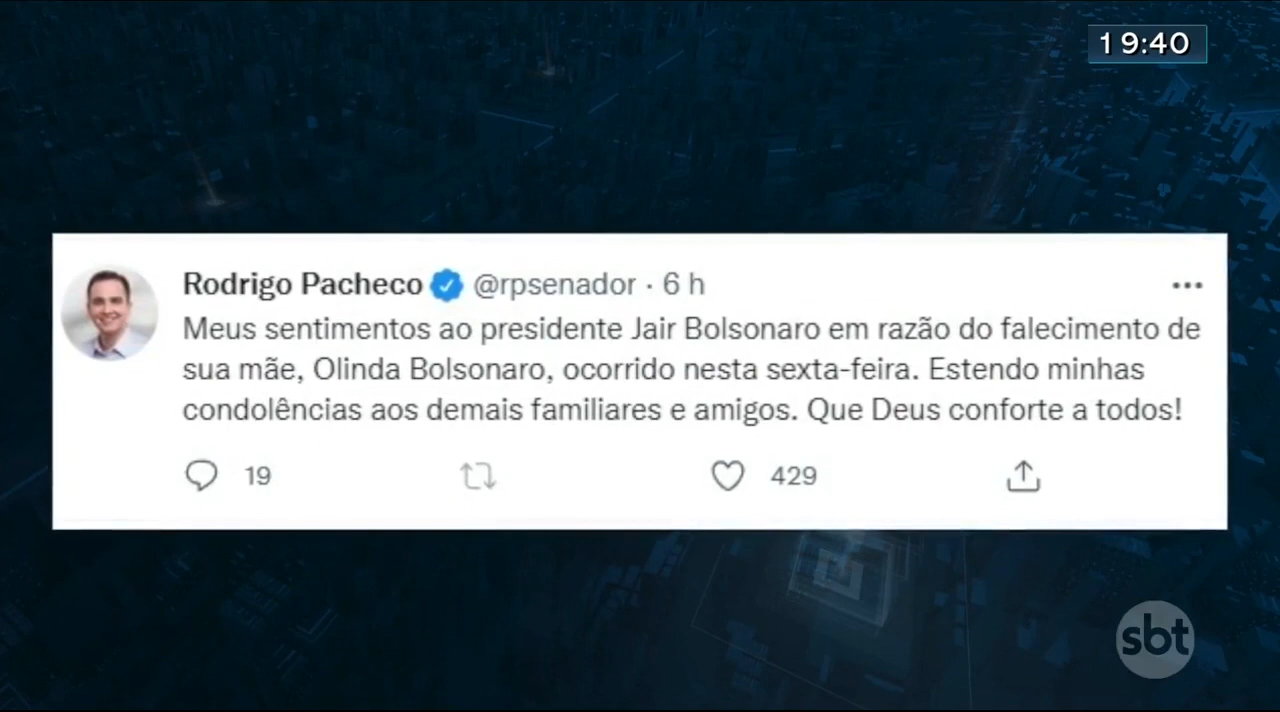 19:40
Rodrigo Pacheco @rpsenador · 6 h
Meus sentimentos ao presidente Jair Bolsonaro em razão do falecimento de
sua mãe, Olinda Bolsonaro, ocorrido nesta sexta-feira. Estendo minhas
condolências aos demais familiares e amigos. Que Deus conforte a todos!
19 429
sbt